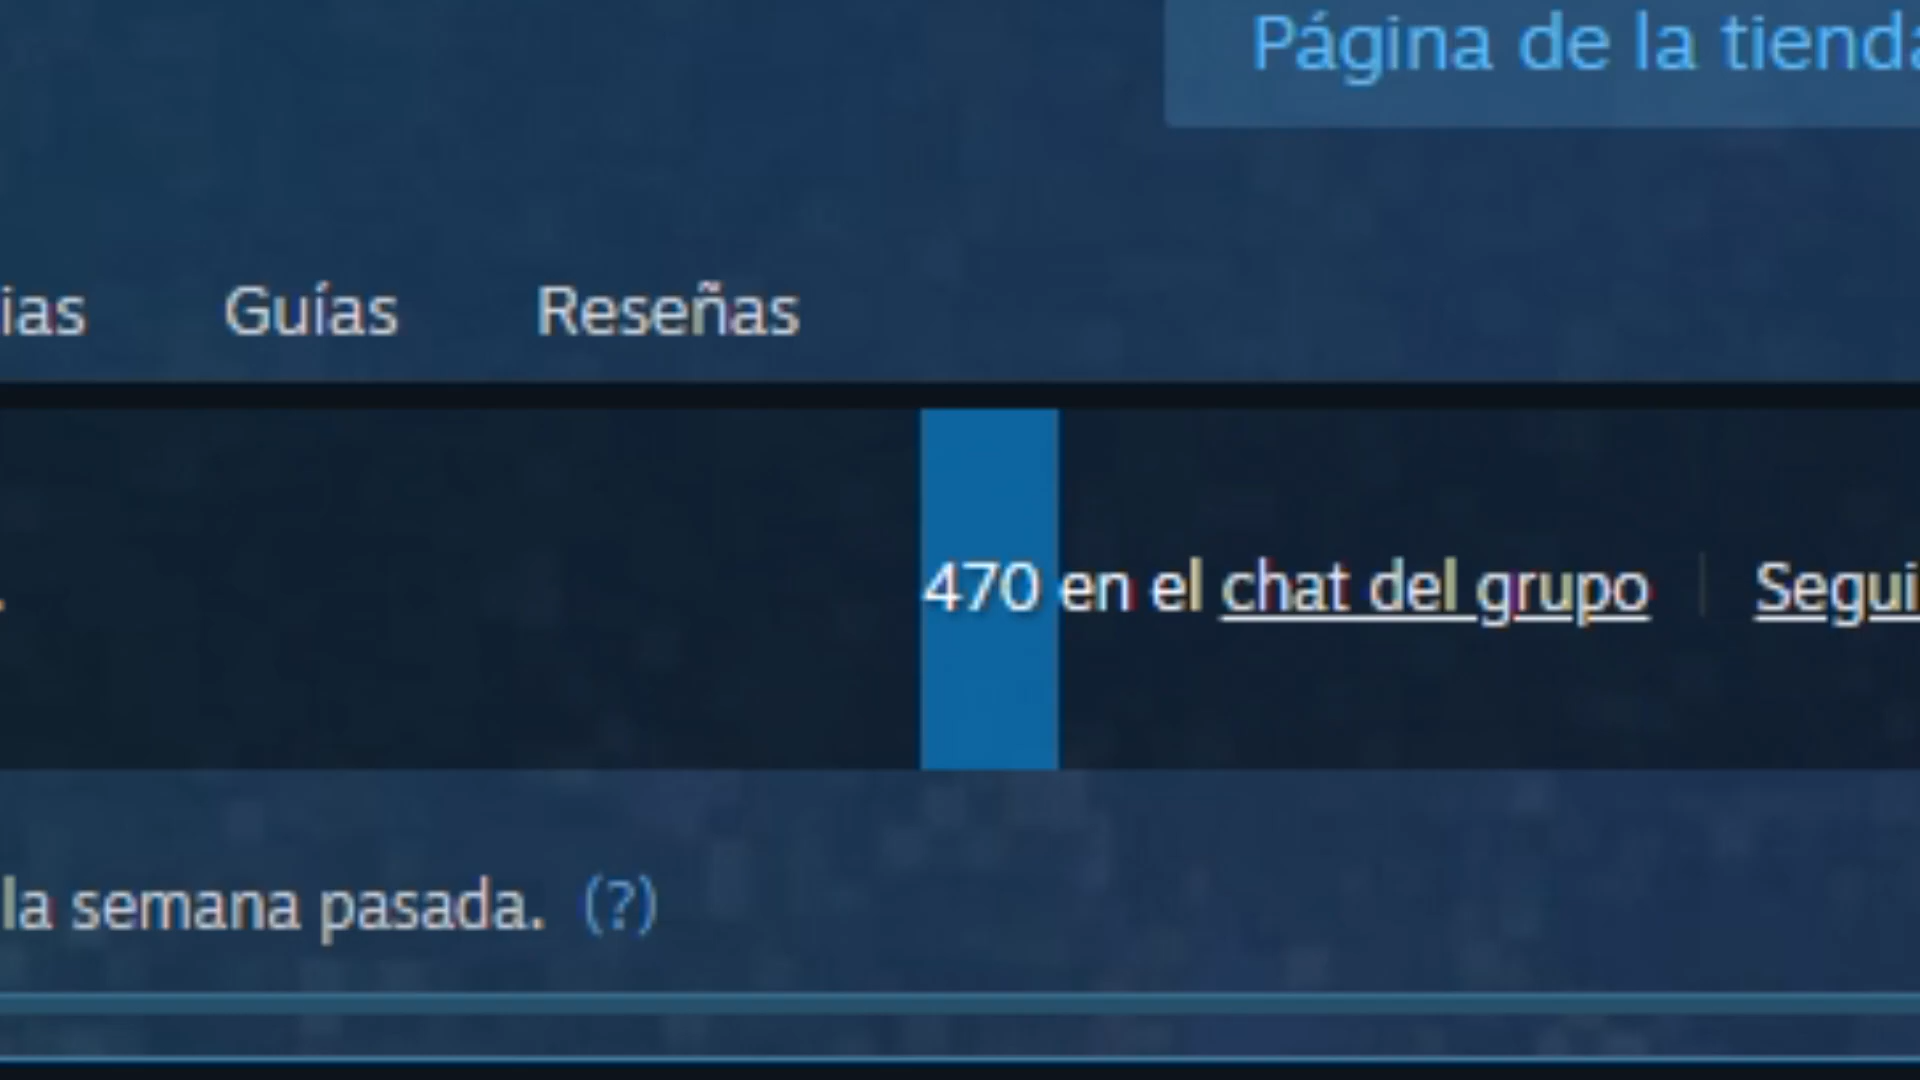 Página de la tienda
ias Guías Reseñas
470 en el chat del grupo Segui
la semana pasada. (?)